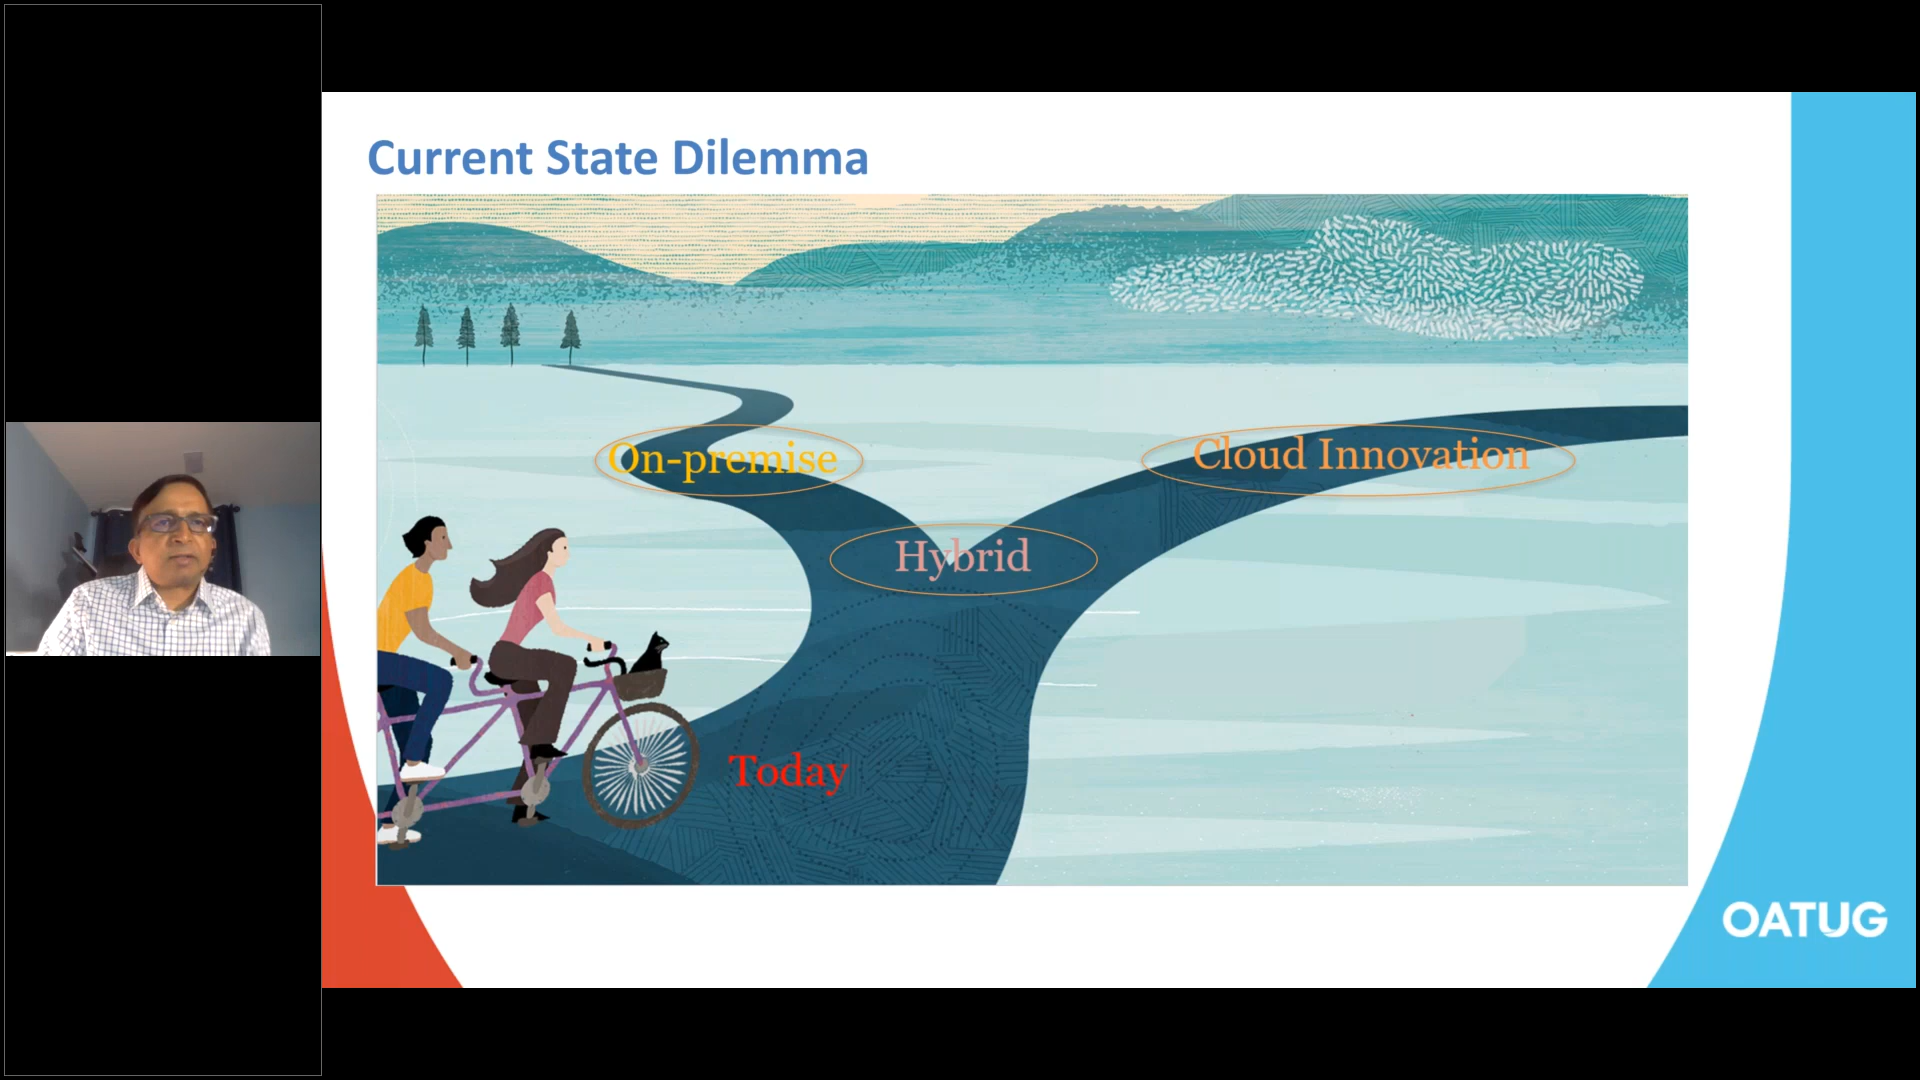 Current State Dilemma
On-premise
Cloud Innovation
Hybrid
Today
OATUG